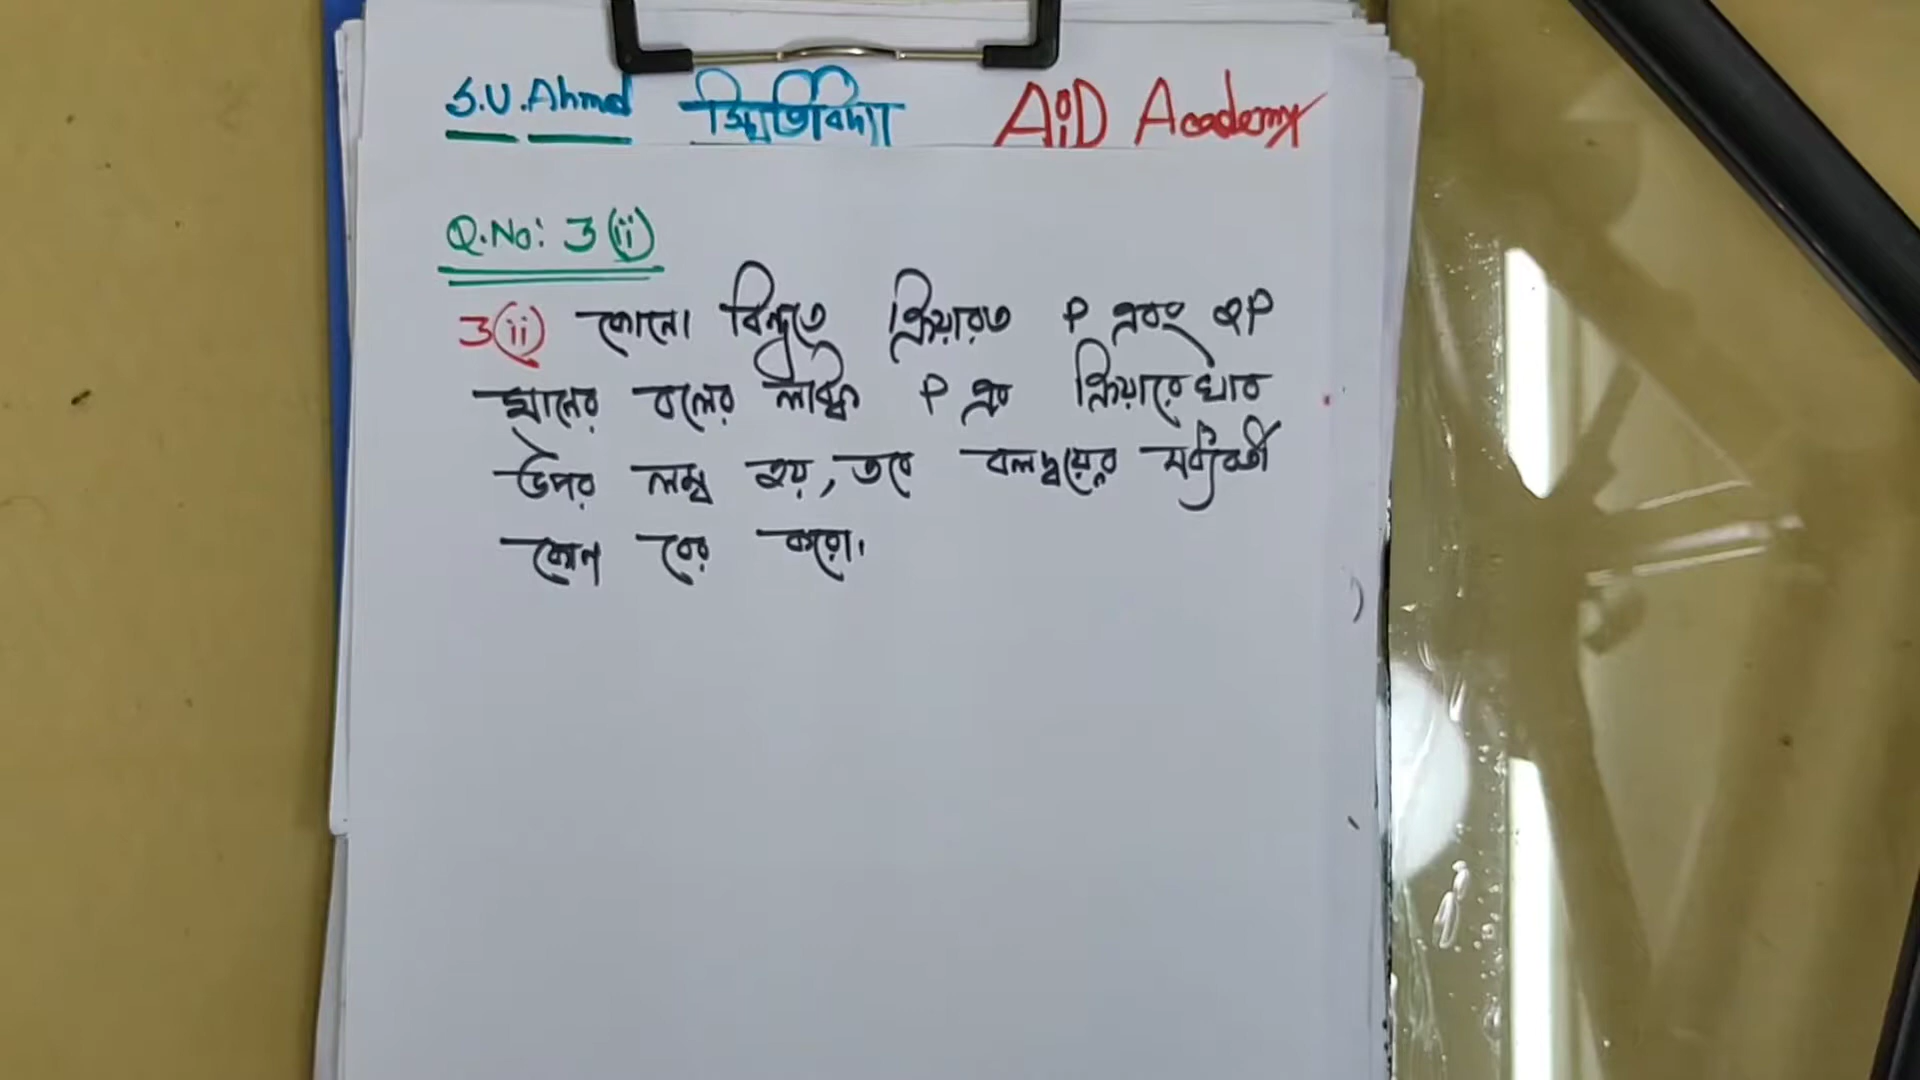 S.U.Ahmed স্থিতিবিদ্যা AiD Academy
Q.No: 3(ii)
3(ii) কোনো বিন্দুতে ক্রিয়ারত P এবং ২P
মানের বলের লব্ধি P এর ক্রিয়ারেখার
উপর লম্ব হয়, তবে বলদ্বয়ের মধ্যবর্তী
কোন বের করো।